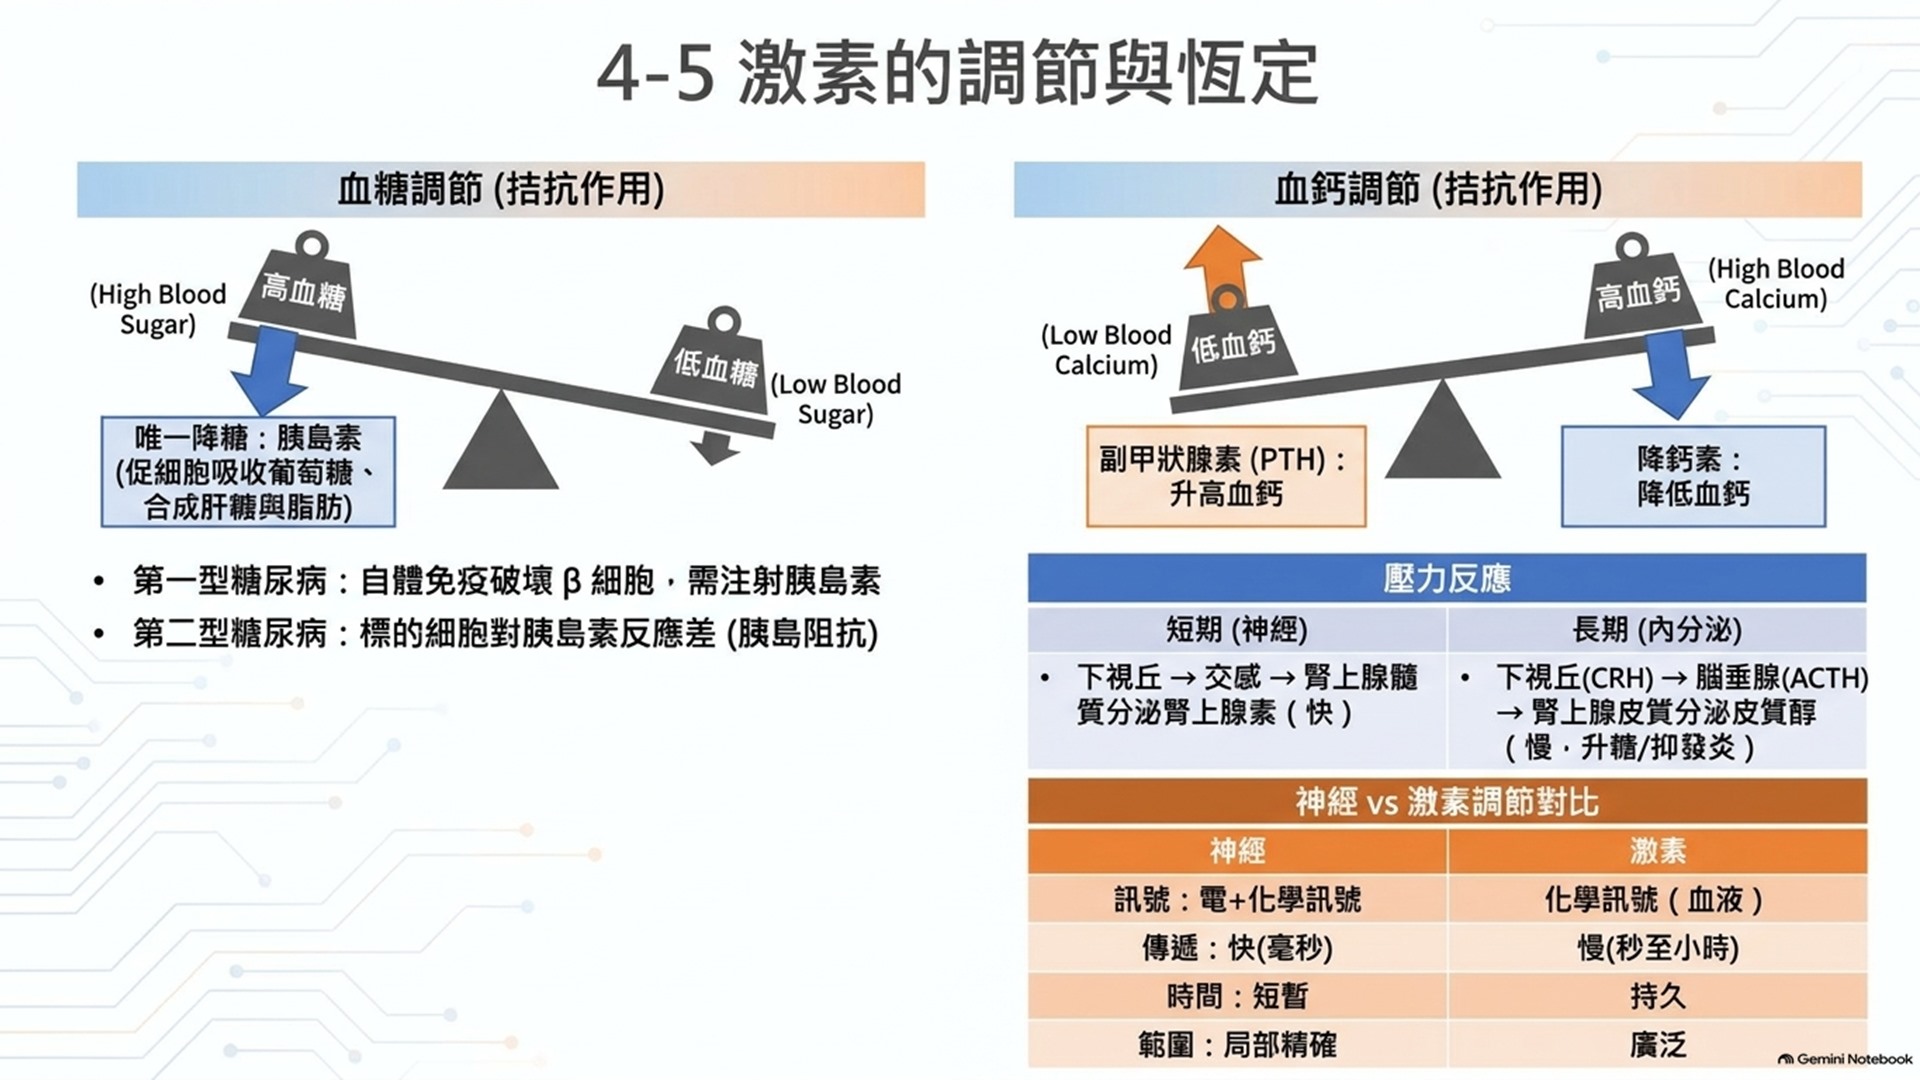 4-5 激素的調節與恆定
血糖調節 (拮抗作用)
(High Blood
Sugar)
高血糖
低血糖
(Low Blood
Sugar)
唯一降糖：胰島素
(促細胞吸收葡萄糖、
合成肝糖與脂肪)
• 第一型糖尿病：自體免疫破壞 β 細胞，需注射胰島素
• 第二型糖尿病：標的細胞對胰島素反應差 (胰島阻抗)
血鈣調節 (拮抗作用)
(Low Blood
Calcium)
低血鈣
高血鈣
(High Blood
Calcium)
副甲狀腺素 (PTH)：
升高血鈣
降鈣素：
降低血鈣
壓力反應
短期 (神經)
長期 (內分泌)
• 下視丘 → 交感 → 腎上腺髓
質分泌腎上腺素（快）
• 下視丘(CRH) → 腦垂腺(ACTH)
→ 腎上腺皮質分泌皮質醇
（慢，升糖/抑發炎）
神經 vs 激素調節對比
神經
激素
訊號：電+化學訊號
化學訊號（血液）
傳遞：快(毫秒)
慢(秒至小時)
時間：短暫
持久
範圍：局部精確
廣泛
Gemini Notebook